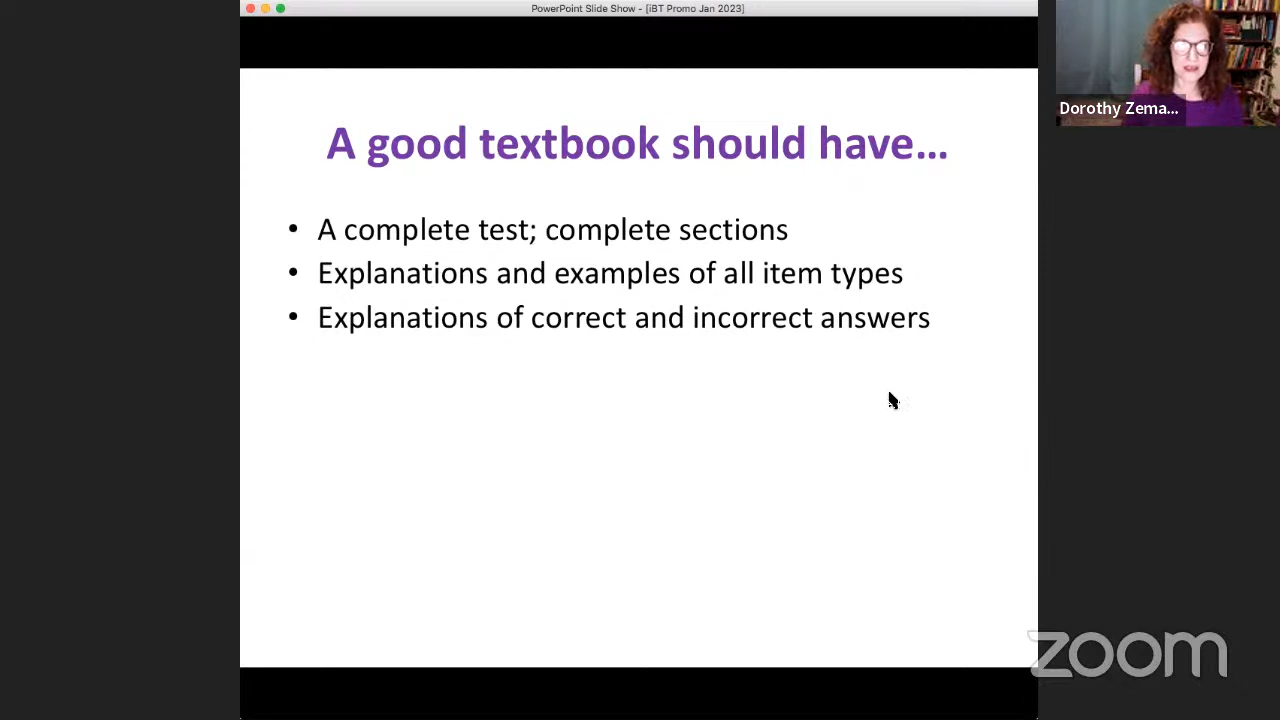 PowerPoint Slide Show - [iBT Promo Jan 2023]
Dorothy Zema...
A good textbook should have…
• A complete test; complete sections
• Explanations and examples of all item types
• Explanations of correct and incorrect answers
zoom